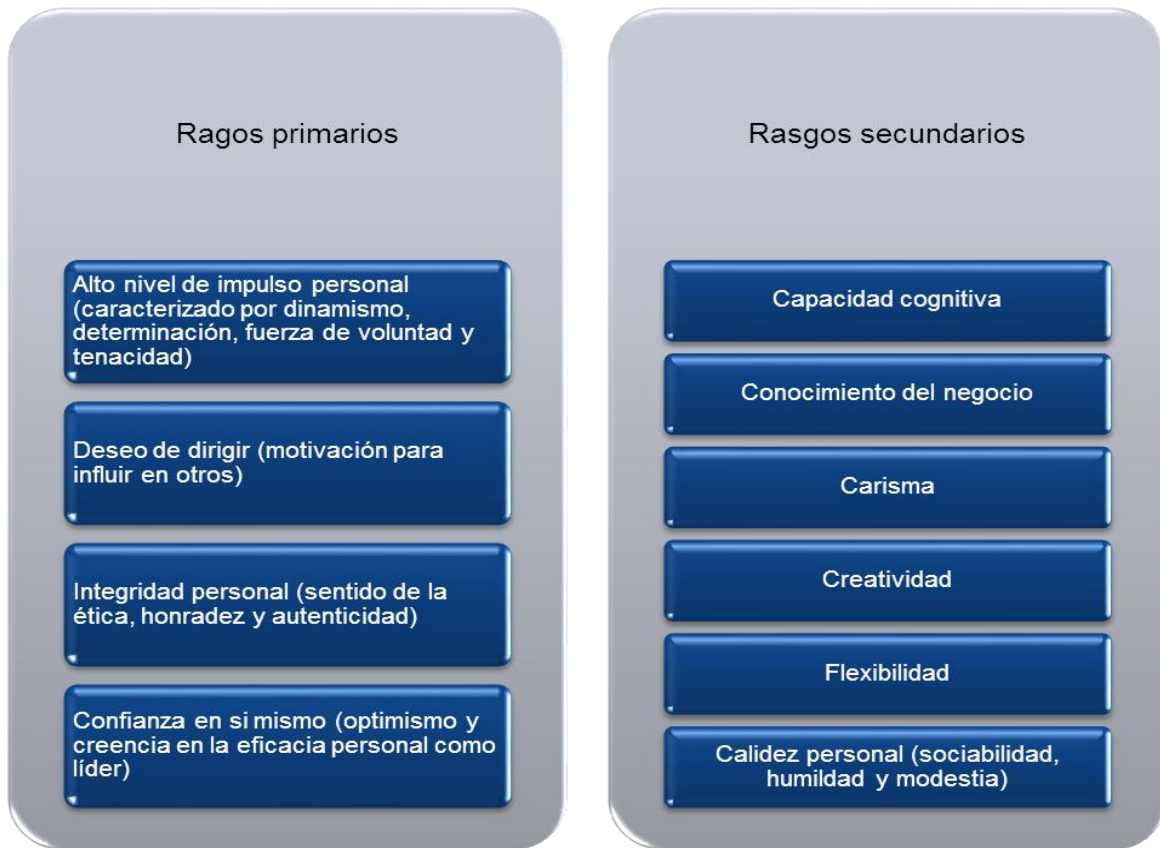 Ragos primarios
Alto nivel de impulso personal
(caracterizado por dinamismo,
determinación, fuerza de voluntad y
tenacidad)
Deseo de dirigir (motivación para
influir en otros)
Integridad personal (sentido de la
ética, honradez y autenticidad)
Confianza en si mismo (optimismo y
creencia en la eficacia personal como
líder)
Rasgos secundarios
Capacidad cognitiva
Conocimiento del negocio
Carisma
Creatividad
Flexibilidad
Calidez personal (sociabilidad,
humildad y modestia)